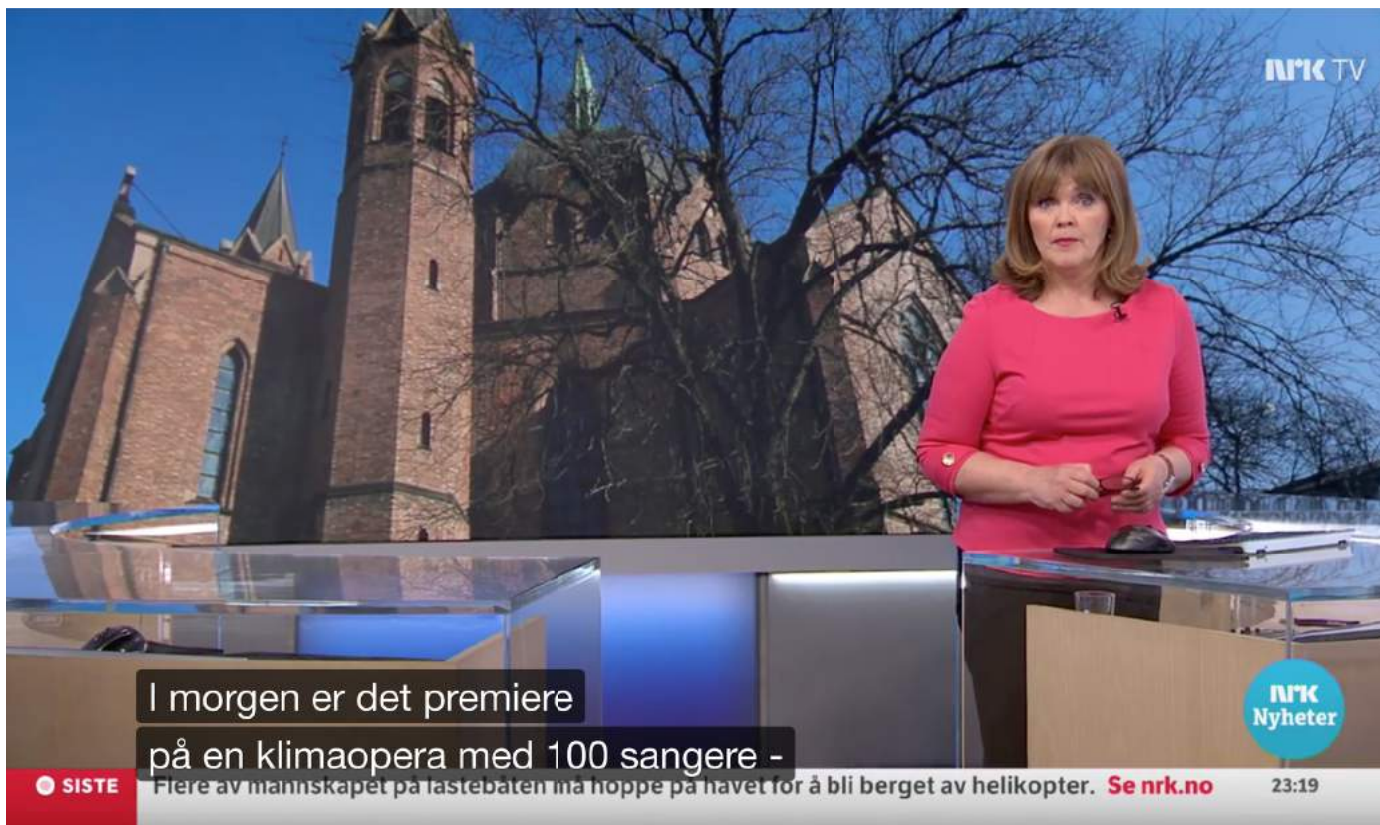 NRK TV
I morgen er det premiere
på en klimaopera med 100 sangere -
NRK
Nyheter
SISTE Flere av mannskapet på lastebåten må hoppe på havet for å bli berget av helikopter. Se nrk.no 23:19